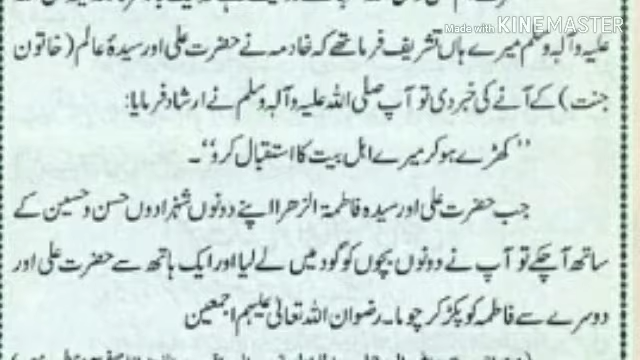 Made with KINEMASTER
علیہ وآلہ وسلم میرے ہاں تشریف فرما تھے کہ خادمہ نے حضرت علی اور سیدۂ عالم (خاتون
جنت) کے آنے کی خبر دی تو آپ صلی اللہ علیہ وآلہ وسلم نے ارشاد فرمایا:
’’کھڑے ہو کر میرے اہل بیت کا استقبال کرو‘‘۔
جب حضرت علی اور سیدہ فاطمۃ الزھرا اپنے دونوں شہزادوں حسن و حسین کے
ساتھ آچکے تو آپ نے دونوں بچوں کو گود میں لے لیا اور ایک ہاتھ سے حضرت علی اور
دوسرے سے فاطمہ کو پکڑ کر چوما۔ رضوان اللہ تعالیٰ علیہم اجمعین